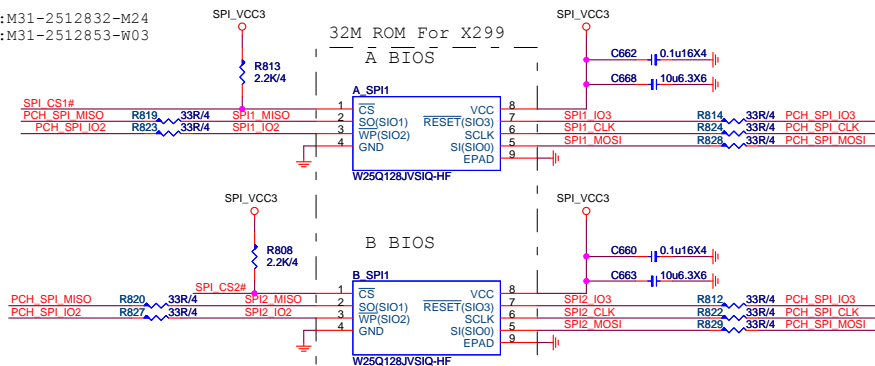 :M31-2512832-M24
:M31-2512853-W03
SPI_VCC3
SPI_VCC3
32M ROM For X299
A BIOS
R813
2.2K/4
C662 0.1u16X4
C668 10u6.3X6
A_SPI1
SPI_CS1# 1 CS VCC 8
PCH_SPI_MISO R819 33R/4 SPI1_MISO 2 SO(SIO1) RESET(SIO3) 7 SPI1_IO3 R814 33R/4 PCH_SPI_IO3
PCH_SPI_IO2 R823 33R/4 SPI1_IO2 3 WP(SIO2) SCLK 6 SPI1_CLK R824 33R/4 PCH_SPI_CLK
4 GND SI(SIO0) 5 SPI1_MOSI R828 33R/4 PCH_SPI_MOSI
EPAD 9
W25Q128JVSIQ-HF
SPI_VCC3
SPI_VCC3
B BIOS
R808
2.2K/4
C660 0.1u16X4
C663 10u6.3X6
B_SPI1
SPI_CS2# 1 CS VCC 8
PCH_SPI_MISO R820 33R/4 SPI2_MISO 2 SO(SIO1) RESET(SIO3) 7 SPI2_IO3 R812 33R/4 PCH_SPI_IO3
PCH_SPI_IO2 R827 33R/4 SPI2_IO2 3 WP(SIO2) SCLK 6 SPI2_CLK R822 33R/4 PCH_SPI_CLK
4 GND SI(SIO0) 5 SPI2_MOSI R829 33R/4 PCH_SPI_MOSI
EPAD 9
W25Q128JVSIQ-HF